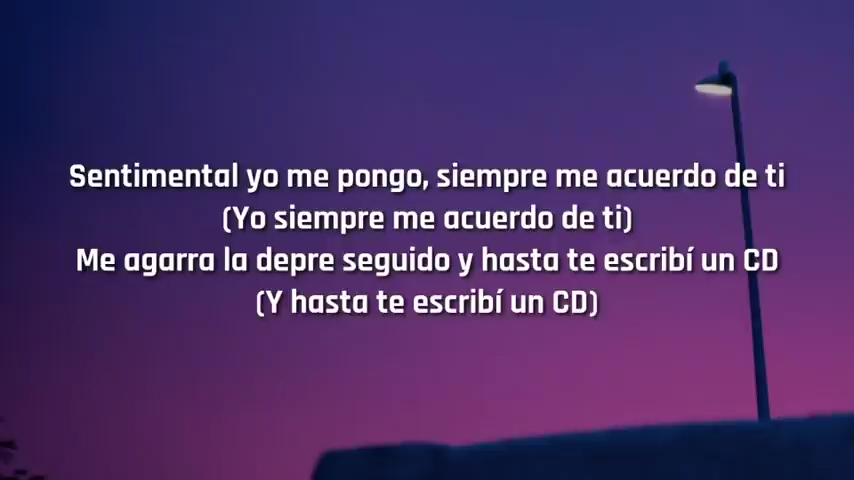 Sentimental yo me pongo, siempre me acuerdo de ti
(Yo siempre me acuerdo de ti)
Me agarra la depre seguido y hasta te escribí un CD
(Y hasta te escribí un CD)